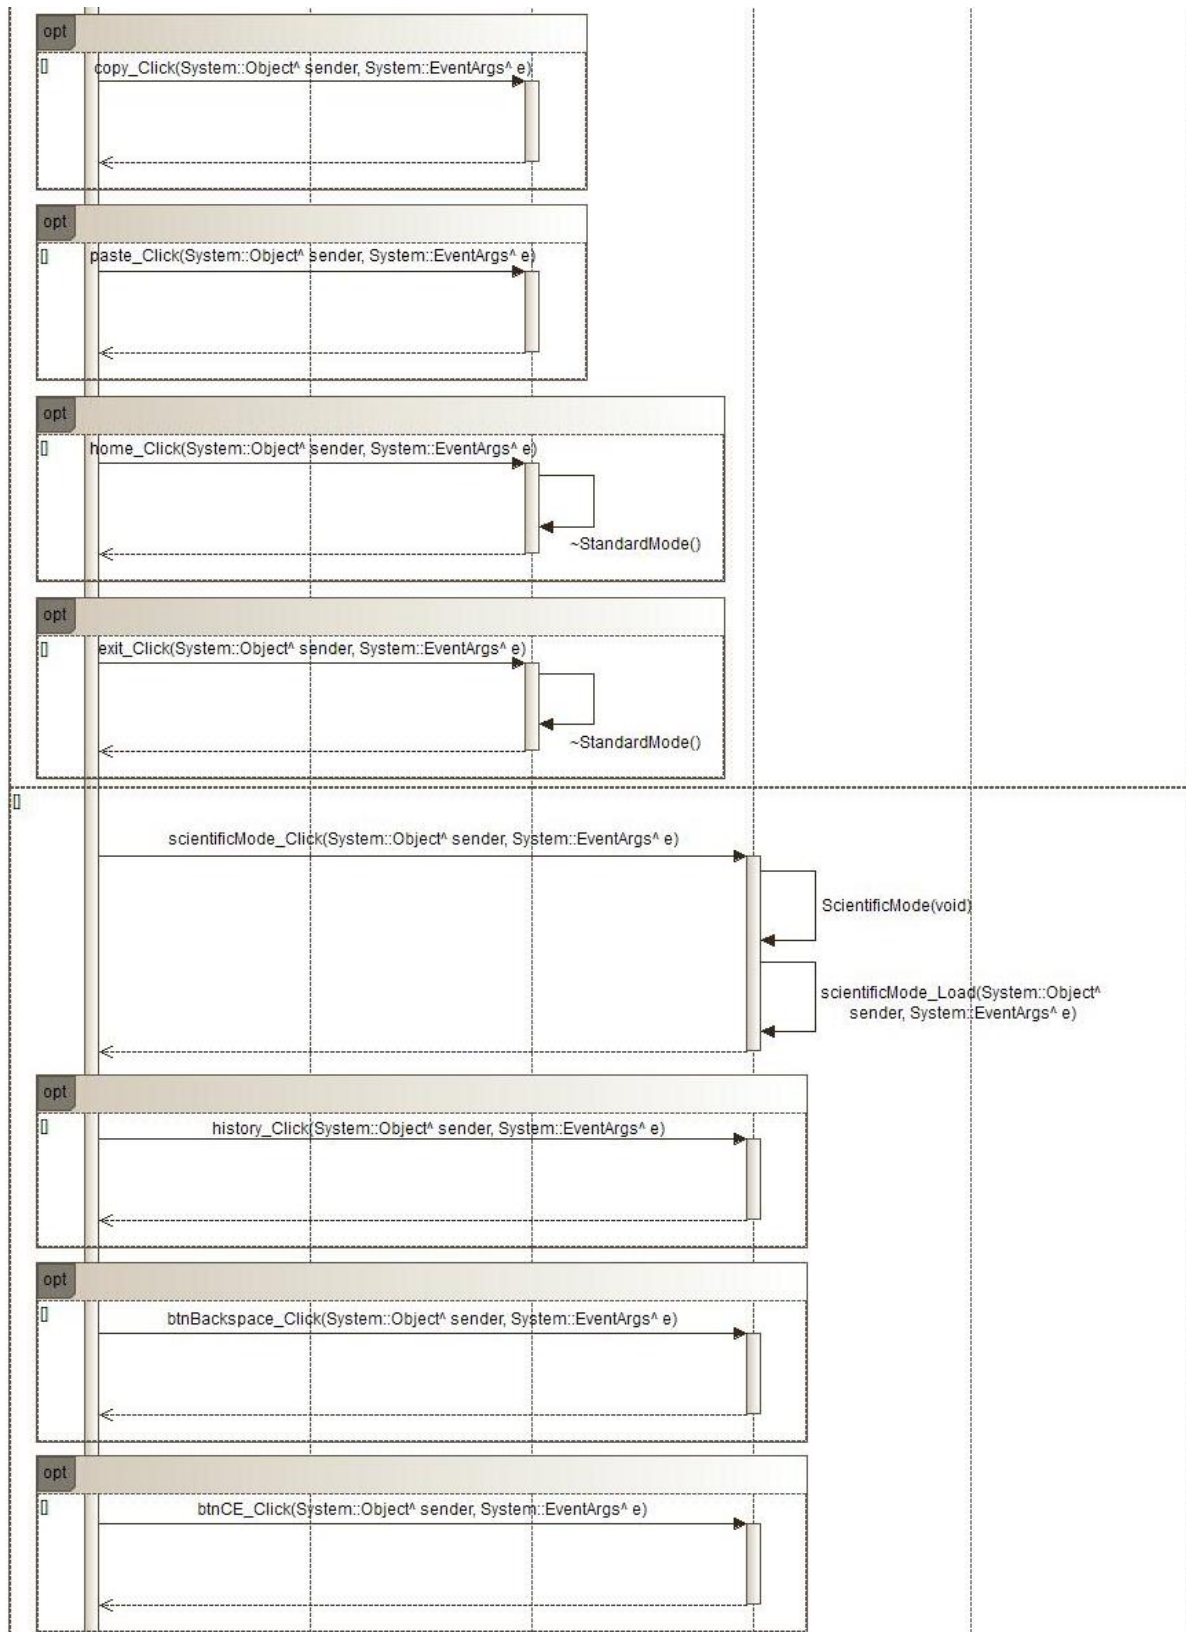 opt
[]
copy_Click(System::Object^ sender, System::EventArgs^ e)
opt
[]
paste_Click(System::Object^ sender, System::EventArgs^ e)
opt
[]
home_Click(System::Object^ sender, System::EventArgs^ e)
~StandardMode()
opt
[]
exit_Click(System::Object^ sender, System::EventArgs^ e)
~StandardMode()
[]
scientificMode_Click(System::Object^ sender, System::EventArgs^ e)
ScientificMode(void)
scientificMode_Load(System::Object^
sender, System::EventArgs^ e)
opt
[]
history_Click(System::Object^ sender, System::EventArgs^ e)
opt
[]
btnBackspace_Click(System::Object^ sender, System::EventArgs^ e)
opt
[]
btnCE_Click(System::Object^ sender, System::EventArgs^ e)